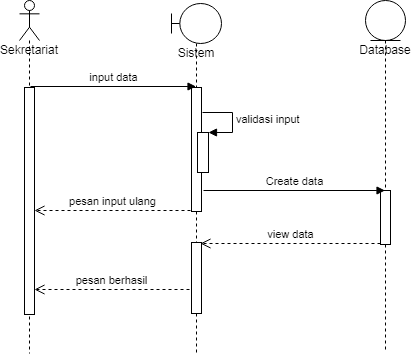 Sekretariat
Sistem
Database
input data
validasi input
Create data
pesan input ulang
view data
pesan berhasil